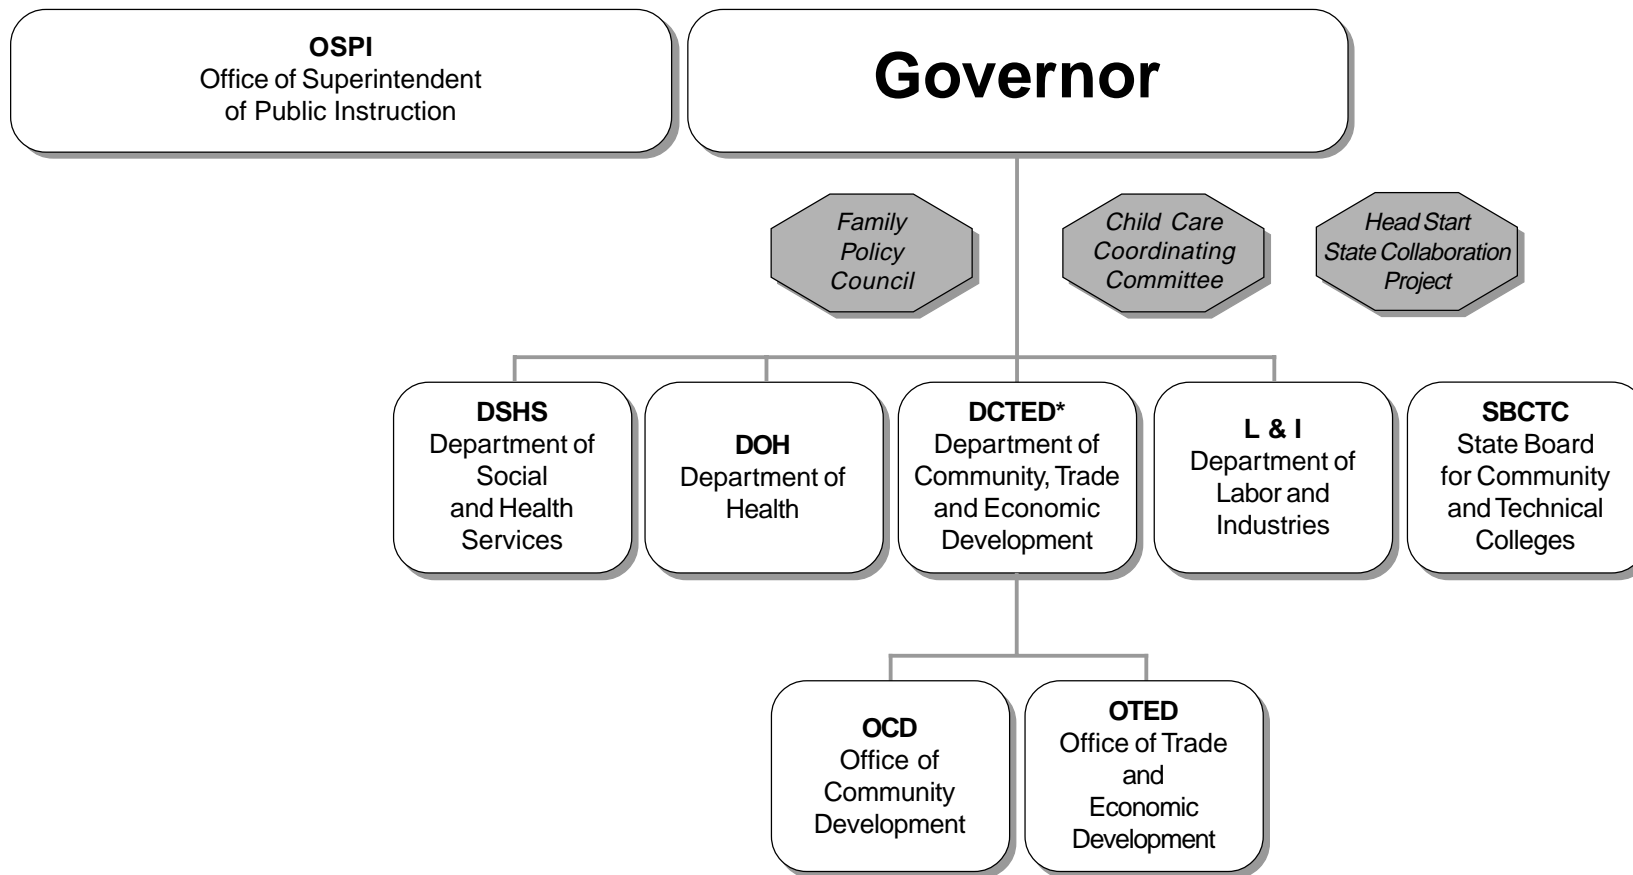 OSPI
Office of Superintendent
of Public Instruction
Governor
Family
Policy
Council
Child Care
Coordinating
Committee
Head Start
State Collaboration
Project
DSHS
Department of
Social
and Health
Services
DOH
Department of
Health
DCTED*
Department of
Community, Trade
and Economic
Development
L & I
Department of
Labor and
Industries
SBCTC
State Board
for Community
and Technical
Colleges
OCD
Office of
Community
Development
OTED
Office of Trade
and
Economic
Development